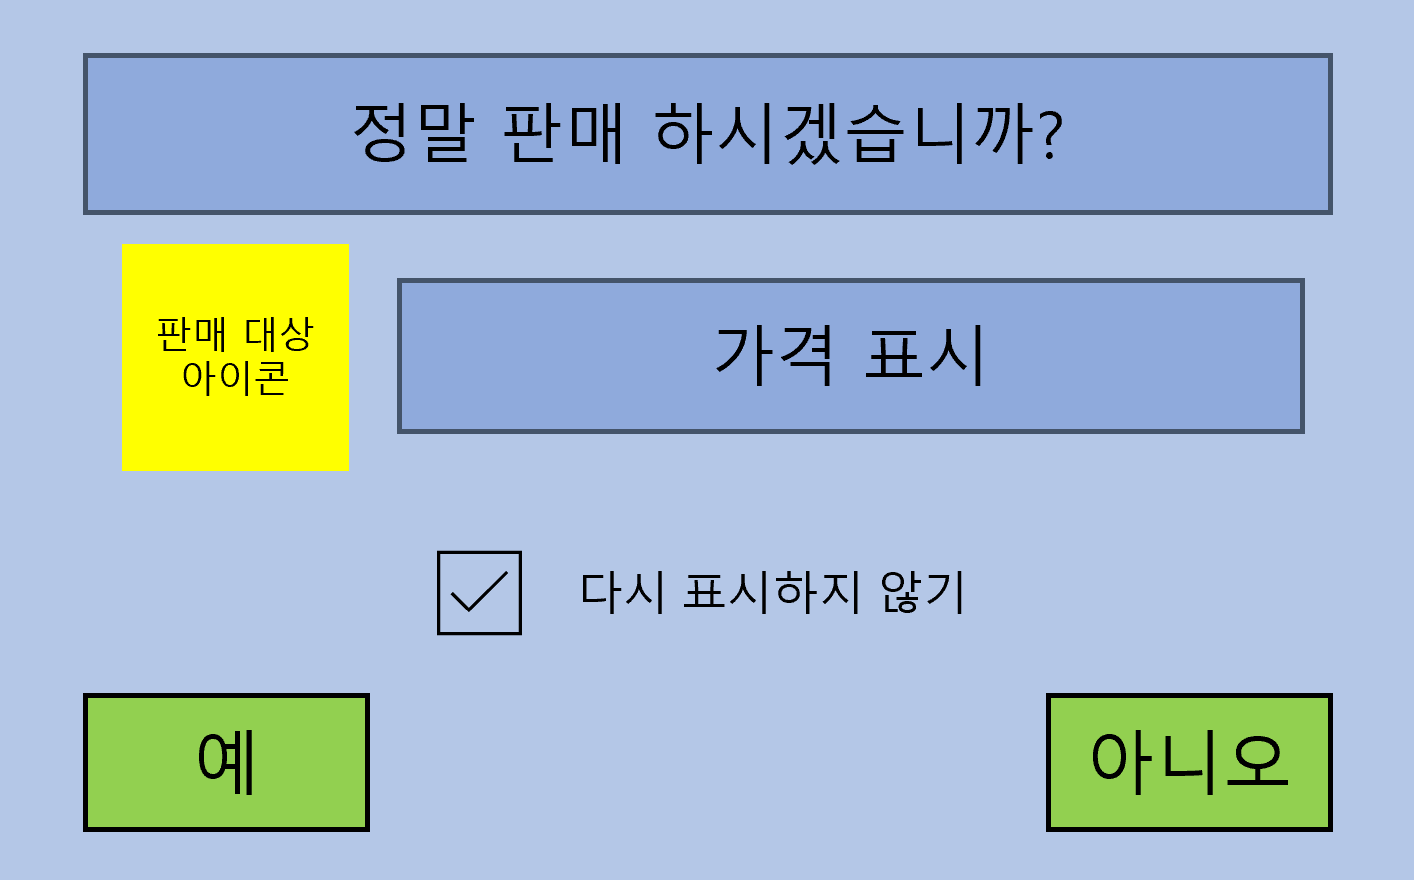 정말 판매 하시겠습니까?
판매 대상
아이콘
가격 표시
다시 표시하지 않기
예
아니오